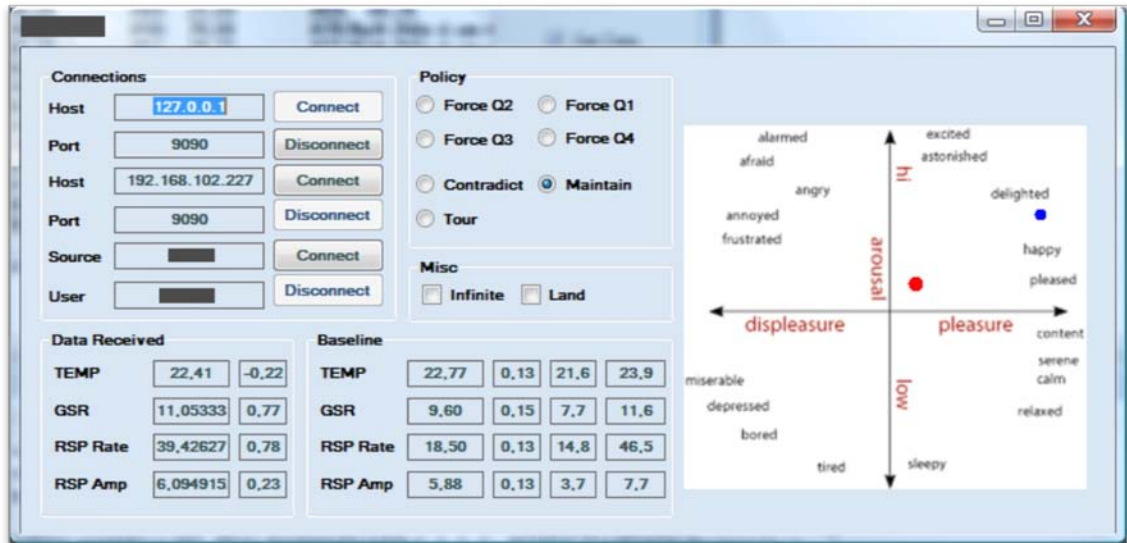 Connections
Host 127.0.0.1 Connect
Port 9090 Disconnect
Host 192.168.102.227 Connect
Port 9090 Disconnect
Source Connect
User Disconnect
Policy
Force Q2 Force Q1
Force Q3 Force Q4
Contradict Maintain
Tour
Misc
Infinite Land
Data Received
TEMP 22,41 -0,22
GSR 11,05333 0,77
RSP Rate 39,42627 0,78
RSP Amp 6,094915 0,23
Baseline
TEMP 22,77 0,13 21,6 23,9
GSR 9,60 0,15 7,7 11,6
RSP Rate 18,50 0,13 14,8 46,5
RSP Amp 5,88 0,13 3,7 7,7
alarmed
excited
afraid
astonished
hi
angry
delighted
annoyed
frustrated
arousal
happy
pleased
displeasure
pleasure
content
serene
calm
miserable
low
depressed
relaxed
bored
tired
sleepy